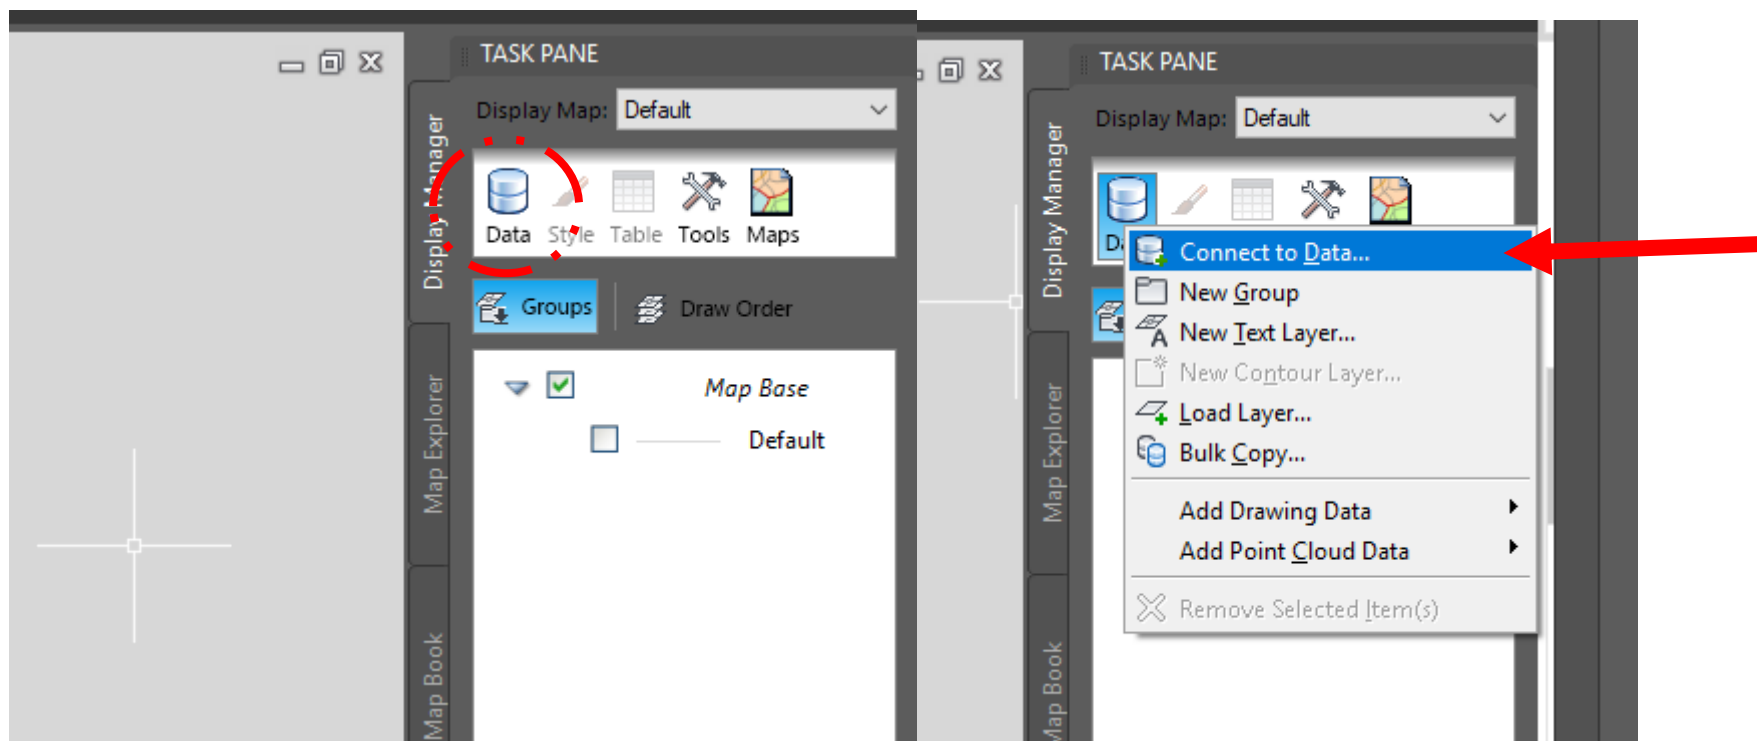 TASK PANE
Display Map: Default
Data Style Table Tools Maps
Groups Draw Order
Map Base
Default
Display Manager
Map Explorer
Map Book
TASK PANE
Display Map: Default
Connect to Data...
New Group
New Text Layer...
New Contour Layer...
Load Layer...
Bulk Copy...
Add Drawing Data
Add Point Cloud Data
Remove Selected Item(s)
Display Manager
Map Explorer
Map Book